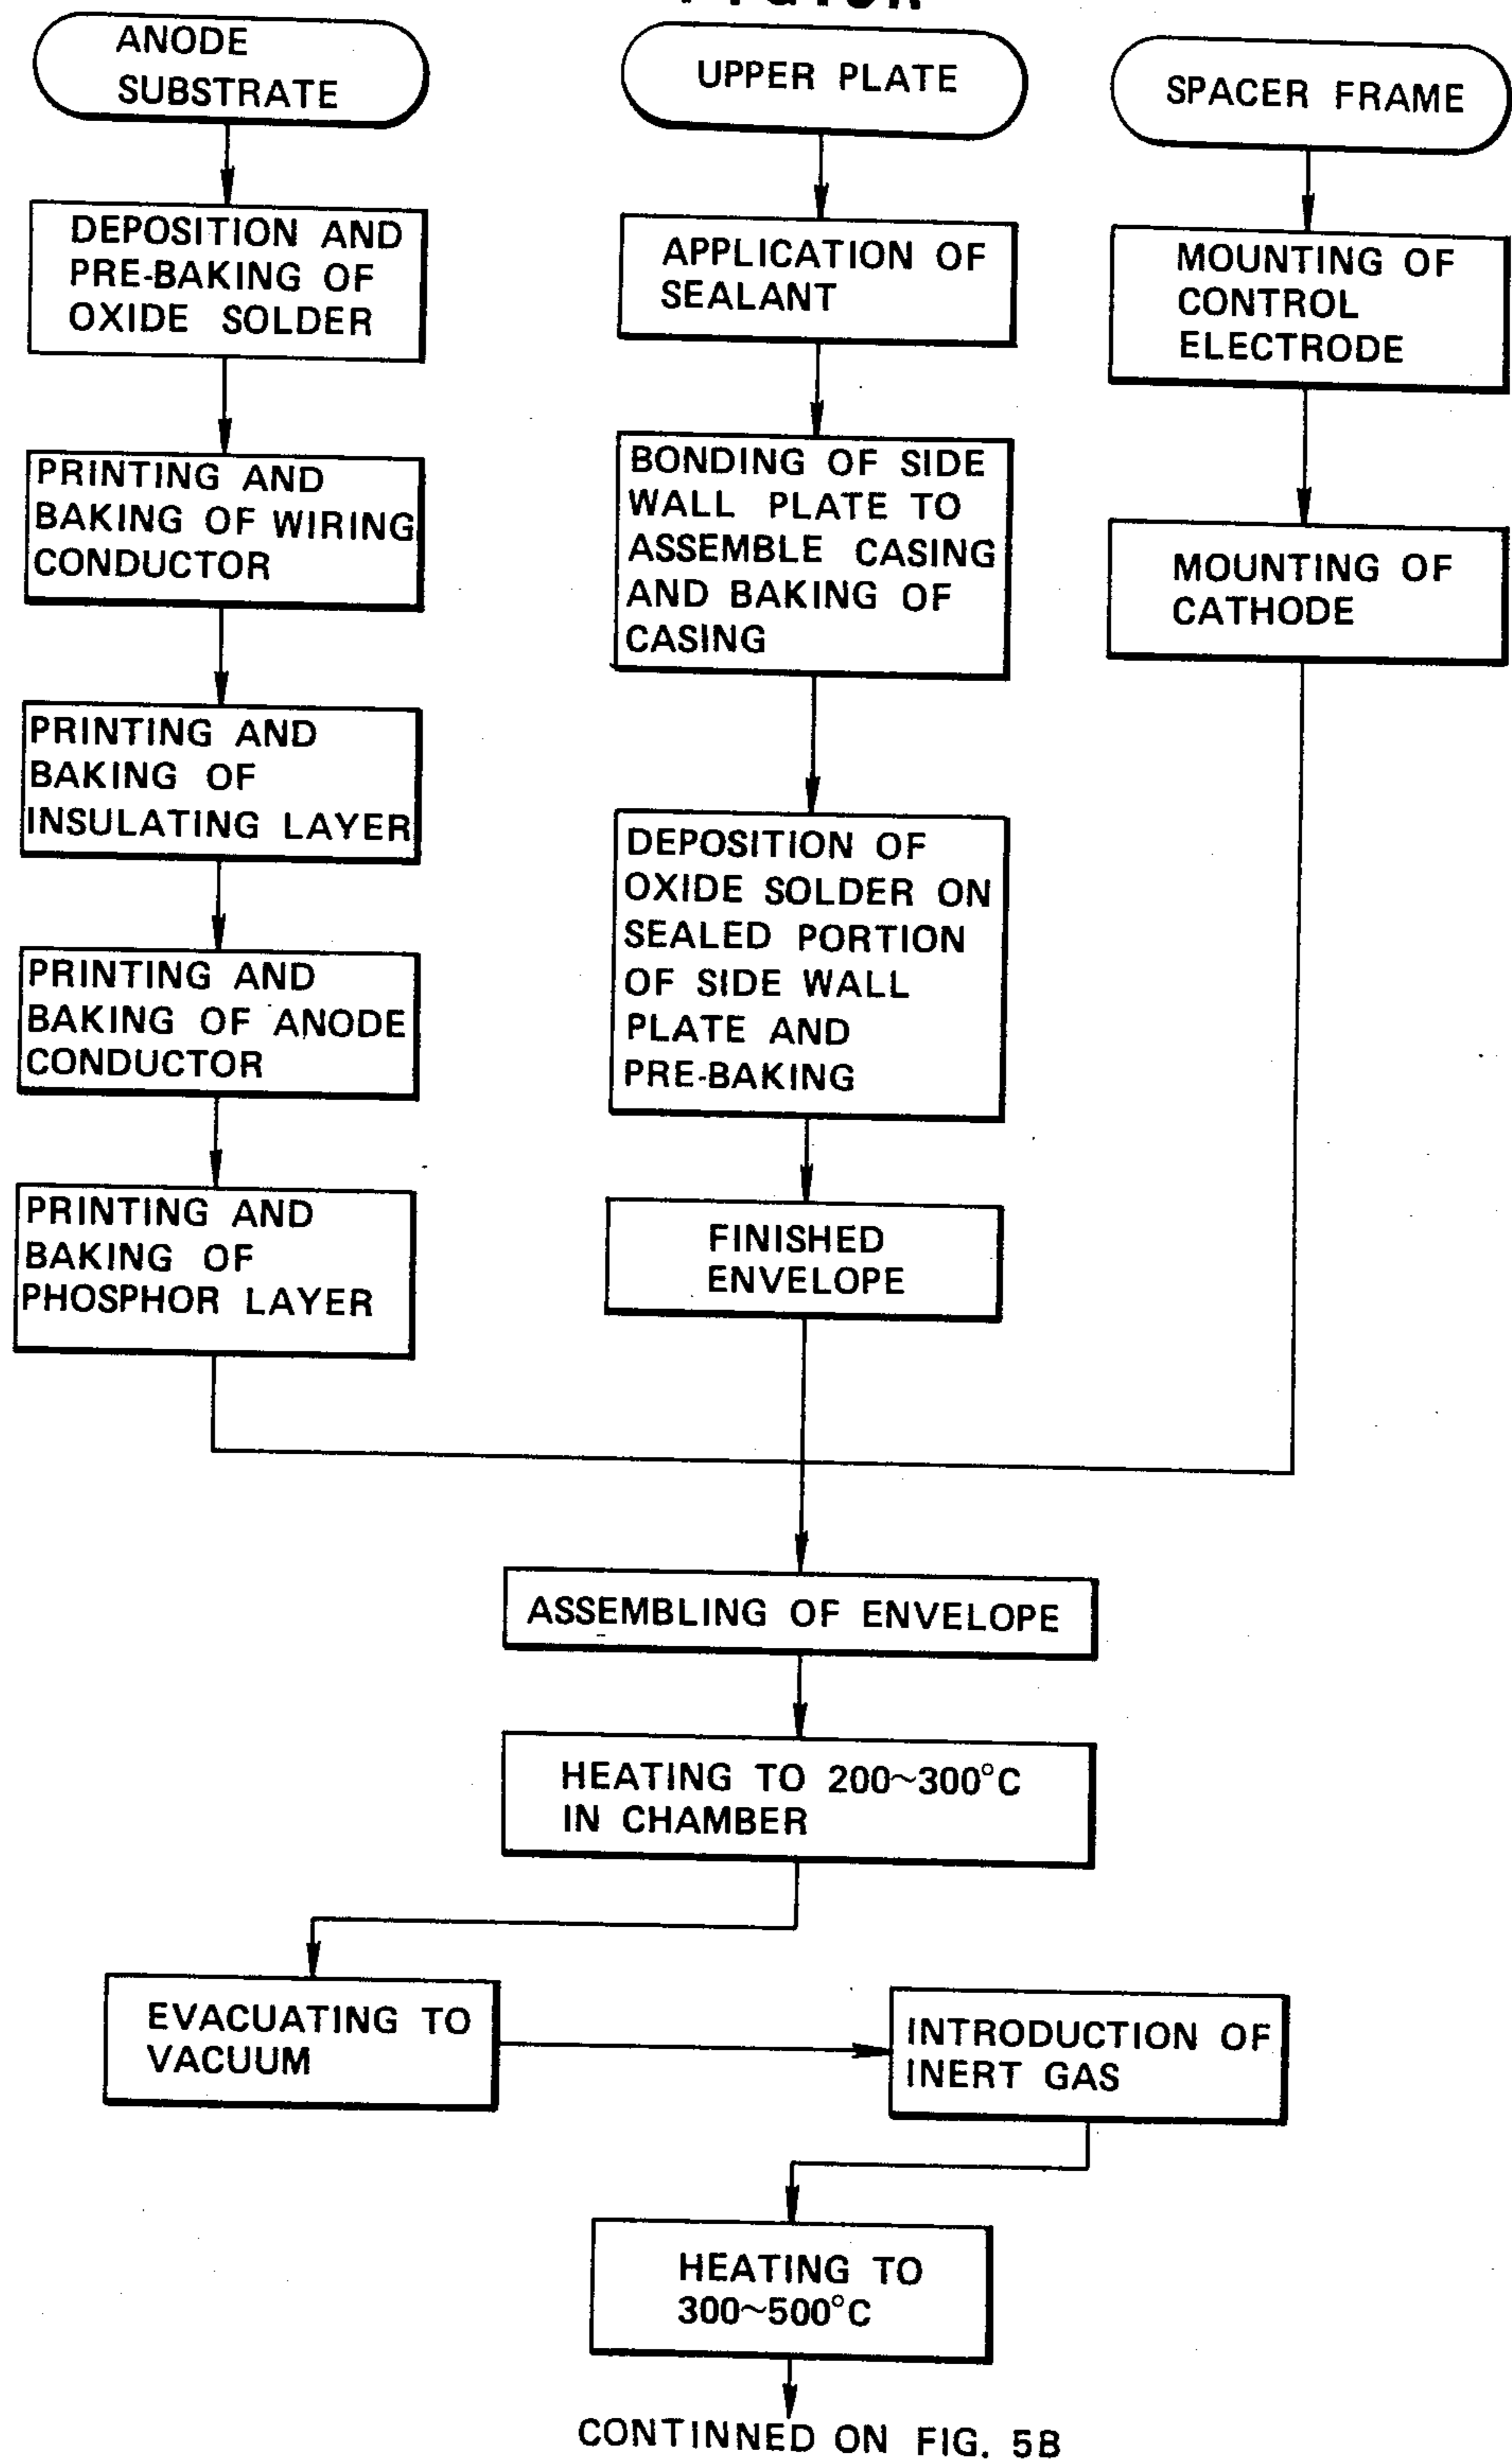 ANODE
SUBSTRATE
DEPOSITION AND
PRE-BAKING OF
OXIDE SOLDER
PRINTING AND
BAKING OF WIRING
CONDUCTOR
PRINTING AND
BAKING OF
INSULATING LAYER
PRINTING AND
BAKING OF ANODE
CONDUCTOR
PRINTING AND
BAKING OF
PHOSPHOR LAYER
UPPER PLATE
APPLICATION OF
SEALANT
BONDING OF SIDE
WALL PLATE TO
ASSEMBLE CASING
AND BAKING OF
CASING
DEPOSITION OF
OXIDE SOLDER ON
SEALED PORTION
OF SIDE WALL
PLATE AND
PRE-BAKING
FINISHED
ENVELOPE
SPACER FRAME
MOUNTING OF
CONTROL
ELECTRODE
MOUNTING OF
CATHODE
ASSEMBLING OF ENVELOPE
HEATING TO 200~300°C
IN CHAMBER
EVACUATING TO
VACUUM
INTRODUCTION OF
INERT GAS
HEATING TO
300~500°C
CONTINNED ON FIG. 5B